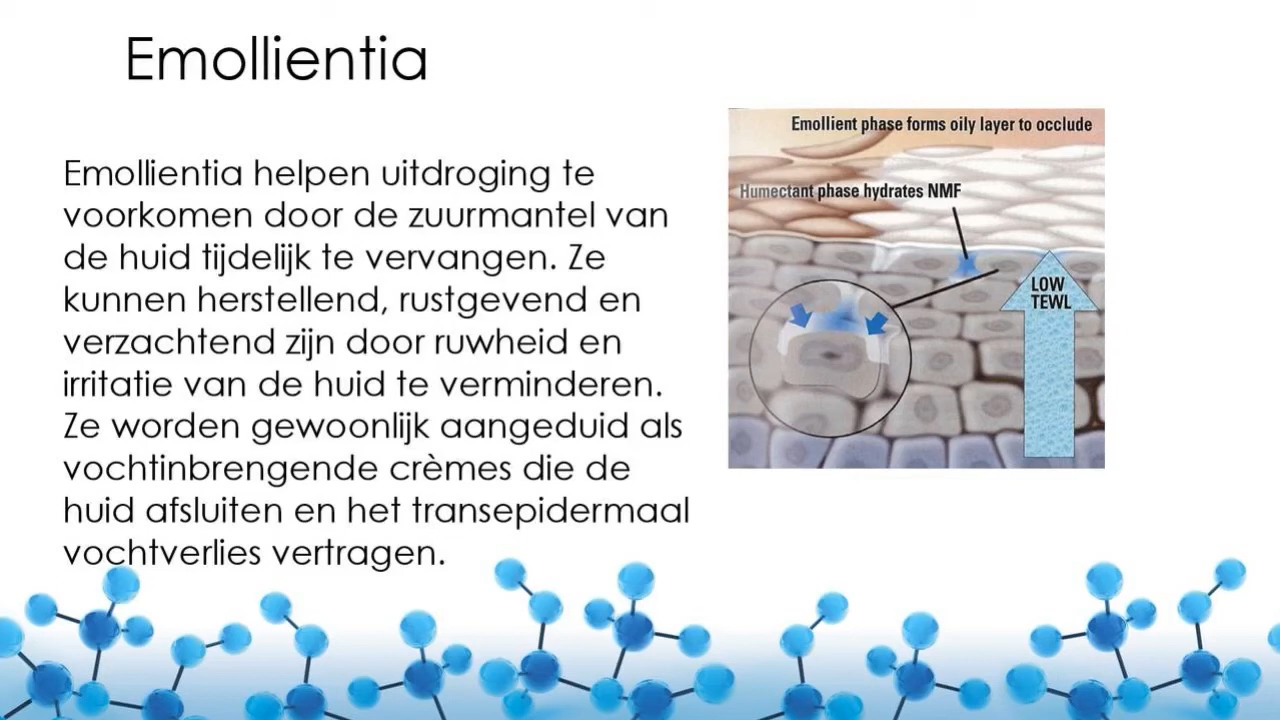 Emollientia
Emollientia helpen uitdroging te
voorkomen door de zuurmantel van
de huid tijdelijk te vervangen. Ze
kunnen herstellend, rustgevend en
verzachtend zijn door ruwheid en
irritatie van de huid te verminderen.
Ze worden gewoonlijk aangeduid als
vochtinbrengende crèmes die de
huid afsluiten en het transepidermaal
vochtverlies vertragen.
Emollient phase forms oily layer to occlude
Humectant phase hydrates NMF
LOW
TEWL